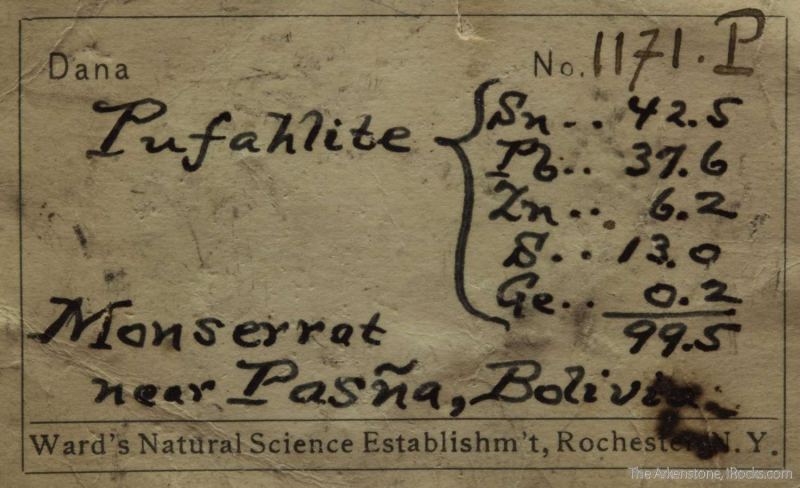 Dana
No. 1171.P
Pufahlite
Sn.. 42.5
Pb.. 37.6
Zn.. 6.2
S.. 13.0
Ge.. 0.2
99.5
Monserrat
near Pasña, Bolivia.
Ward's Natural Science Establishm't, Rochester, N.Y.
The Arkenstone, iRocks.com